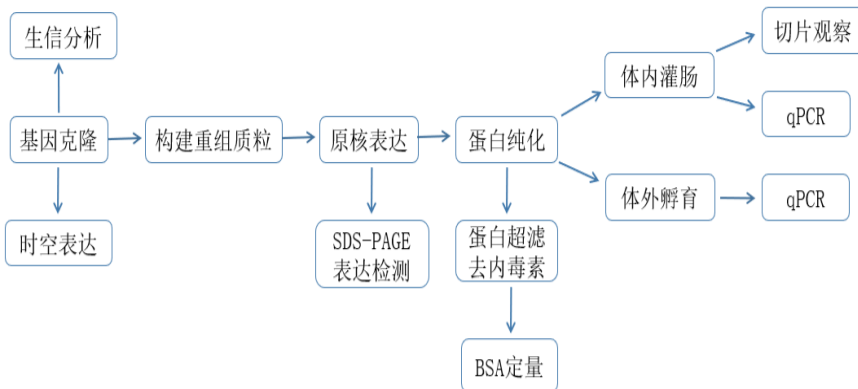 生信分析
切片观察
体内灌肠
qPCR
基因克隆
构建重组质粒
原核表达
蛋白纯化
体外孵育
qPCR
时空表达
SDS-PAGE
表达检测
蛋白超滤
去内毒素
BSA定量